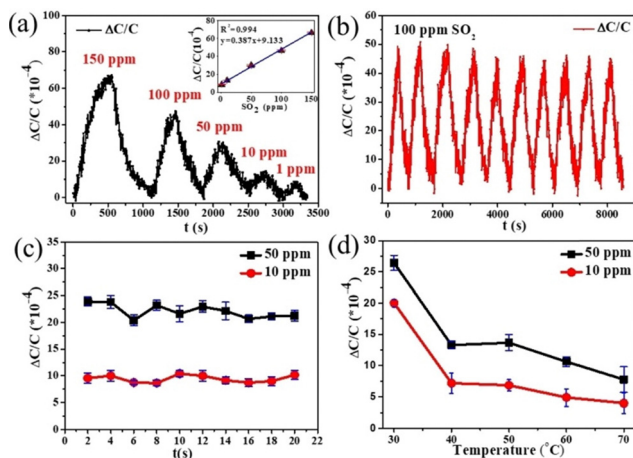 (a)
ΔC/C
R²=0.994
y=0.387x+9.133
ΔC/C(10⁻⁴)
80
60
40
20
0
0 50 100 150
SO₂ (ppm)
150 ppm
100 ppm
50 ppm
10 ppm
1 ppm
ΔC/C (*10⁻⁴)
100
80
60
40
20
0
0 500 1000 1500 2000 2500 3000 3500
t (s)
(b)
100 ppm SO₂
ΔC/C
ΔC/C (*10⁻⁴)
60
50
40
30
20
10
0
0 2000 4000 6000 8000
t (s)
(c)
50 ppm
10 ppm
ΔC/C (*10⁻⁴)
35
30
25
20
15
10
5
0
0 2 4 6 8 10 12 14 16 18 20 22
t(s)
(d)
50 ppm
10 ppm
ΔC/C (*10⁻⁴)
30
25
20
15
10
5
0
30 40 50 60 70
Temperature (°C)